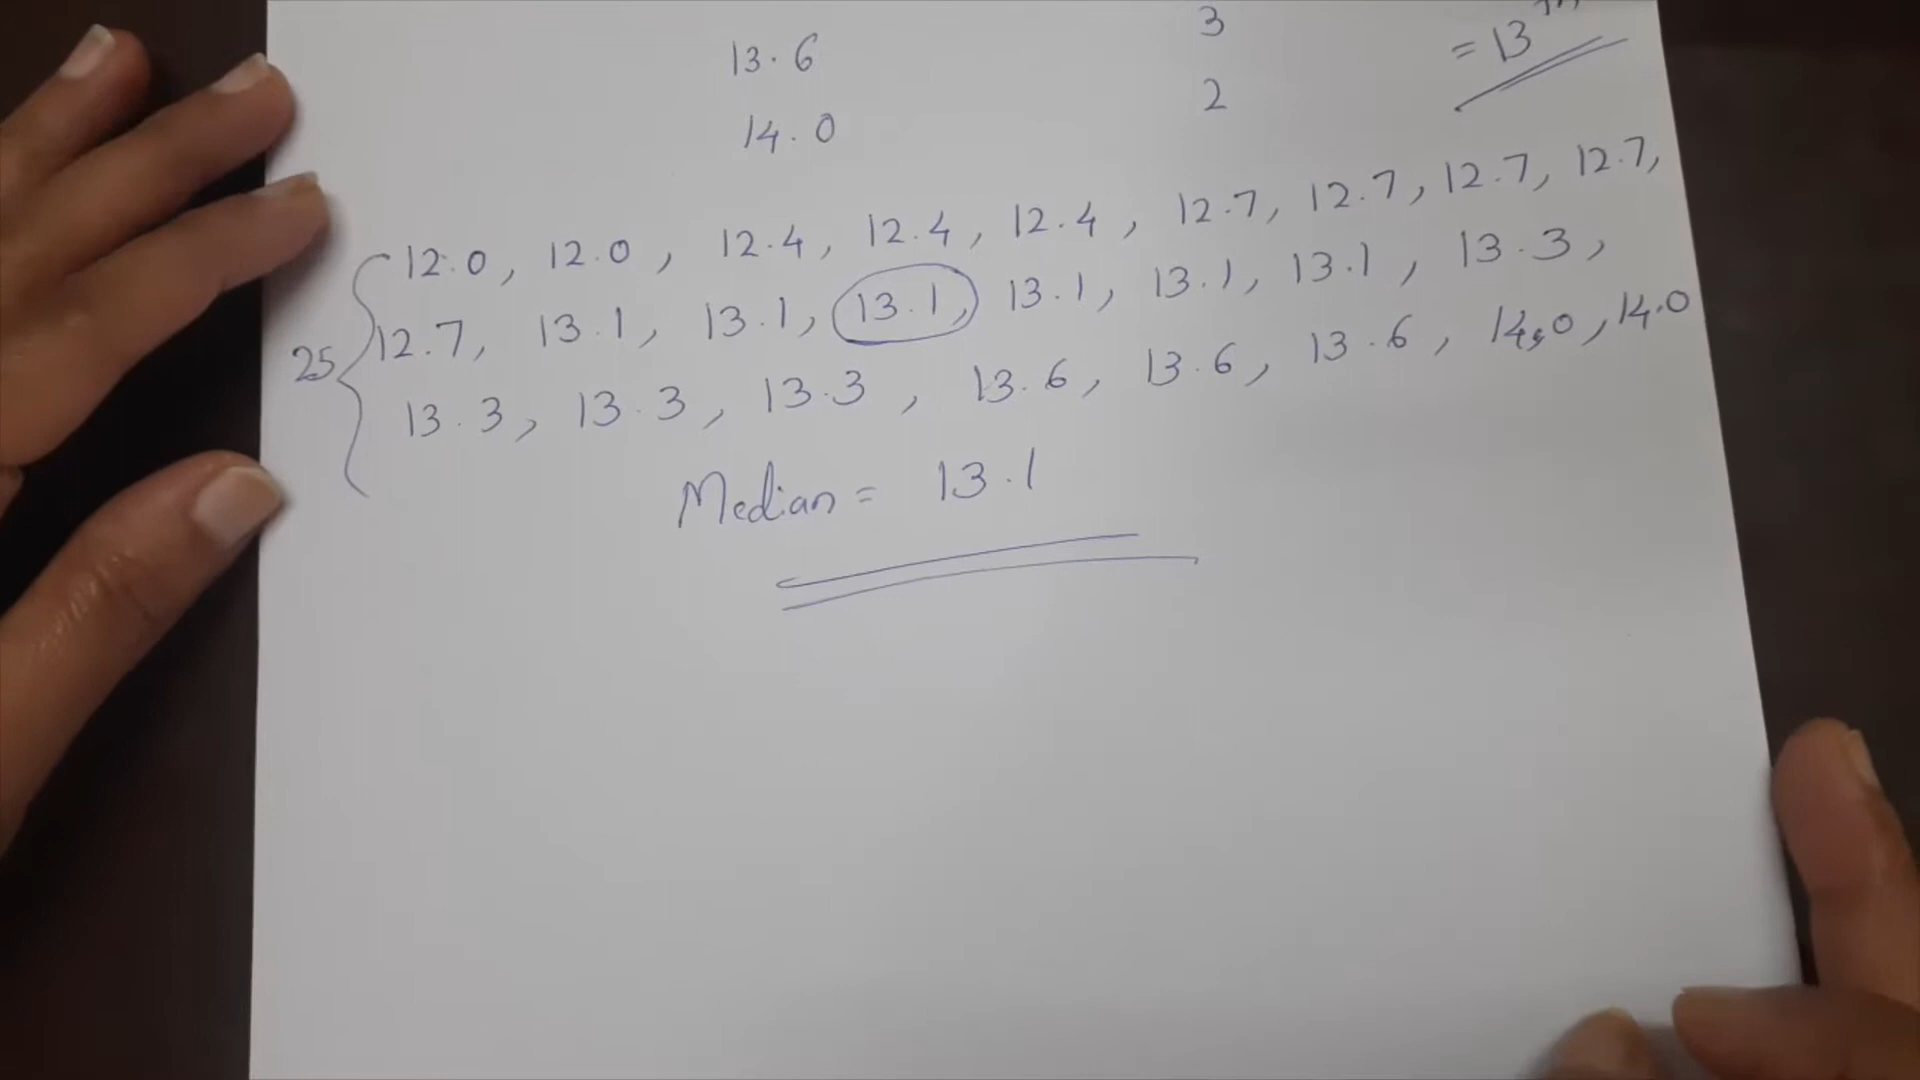 13.6 3 = 13th
14.0 2
12.0, 12.0, 12.4, 12.4, 12.4, 12.7, 12.7, 12.7, 12.7,
12.7, 13.1, 13.1, 13.1, 13.1, 13.1, 13.1, 13.3,
25
13.3, 13.3, 13.3, 13.6, 13.6, 13.6, 14.0, 14.0
Median = 13.1